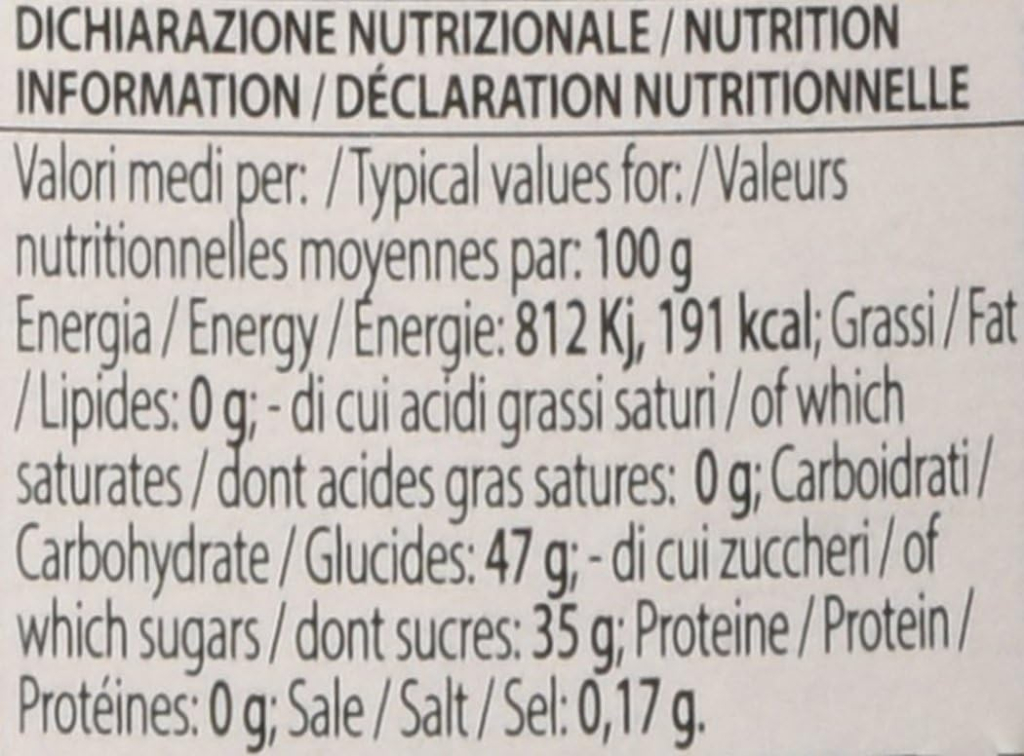 DICHIARAZIONE NUTRIZIONALE / NUTRITION
INFORMATION / DÉCLARATION NUTRITIONNELLE
Valori medi per: / Typical values for: / Valeurs
nutritionnelles moyennes par: 100 g
Energia / Energy / Énergie: 812 Kj, 191 kcal; Grassi / Fat
/ Lipides: 0 g; - di cui acidi grassi saturi / of which
saturates / dont acides gras satures: 0 g; Carboidrati /
Carbohydrate / Glucides: 47 g; - di cui zuccheri / of
which sugars / dont sucres: 35 g; Proteine / Protein /
Protéines: 0 g; Sale / Salt / Sel: 0,17 g.